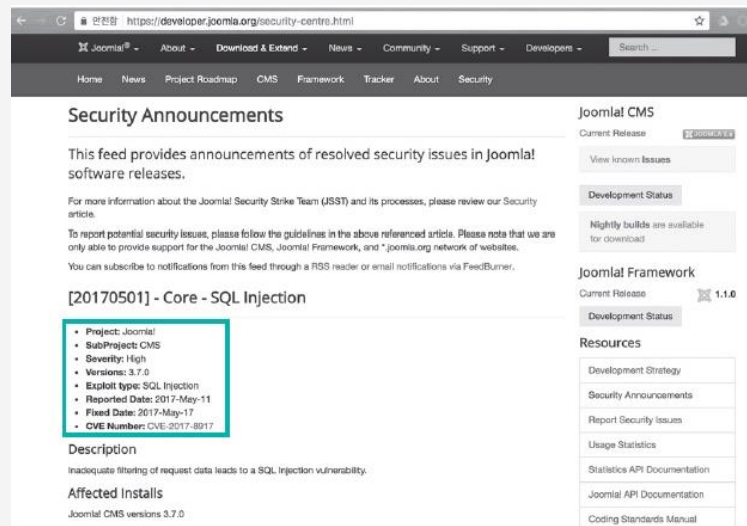 안전함 https://developer.joomla.org/security-centre.html
Joomla!® About Download & Extend News Community Support Developers Search ...
Home News Project Roadmap CMS Framework Tracker About Security
Security Announcements
This feed provides announcements of resolved security issues in Joomla!
software releases.
For more information about the Joomla! Security Strike Team (JSST) and its processes, please review our Security
article.
To report potential security issues, please follow the guidelines in the above referenced article. Please note that we are
only able to provide support for the Joomla! CMS, Joomla! Framework, and *.joomla.org network of websites.
You can subscribe to notifications from this feed through a RSS reader or email notifications via FeedBurner.
[20170501] - Core - SQL Injection
• Project: Joomla!
• SubProject: CMS
• Severity: High
• Versions: 3.7.0
• Exploit type: SQL Injection
• Reported Date: 2017-May-11
• Fixed Date: 2017-May-17
• CVE Number: CVE-2017-8917
Description
Inadequate filtering of request data leads to a SQL Injection vulnerability.
Affected Installs
Joomla! CMS versions 3.7.0
Joomla! CMS
Current Release
View known Issues
Development Status
Nightly builds are available
for download
Joomla! Framework
Current Release 1.1.0
Development Status
Resources
Development Strategy
Security Announcements
Report Security Issues
Usage Statistics
Statistics API Documentation
Joomla! API Documentation
Coding Standards Manual